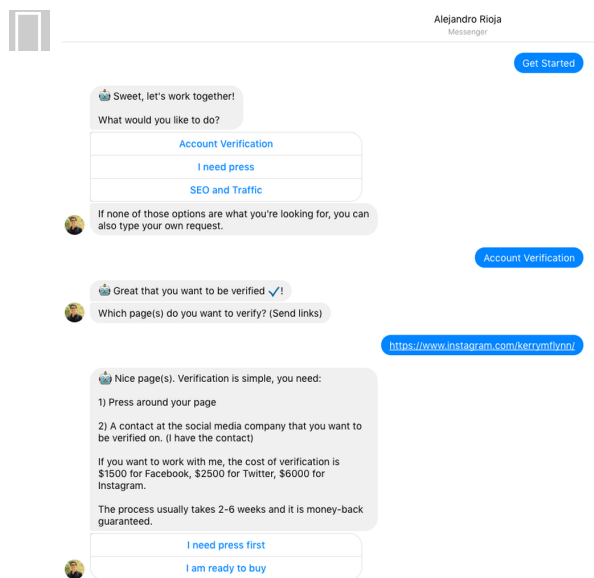 Alejandro Rioja
Messenger
Get Started
🤖 Sweet, let's work together!
What would you like to do?
Account Verification
I need press
SEO and Traffic
If none of those options are what you're looking for, you can
also type your own request.
Account Verification
🤖 Great that you want to be verified ✓!
Which page(s) do you want to verify? (Send links)
https://www.instagram.com/kerrymflynn/
🤖 Nice page(s). Verification is simple, you need:
1) Press around your page
2) A contact at the social media company that you want to
be verified on. (I have the contact)
If you want to work with me, the cost of verification is
$1500 for Facebook, $2500 for Twitter, $6000 for
Instagram.
The process usually takes 2-6 weeks and it is money-back
guaranteed.
I need press first
I am ready to buy